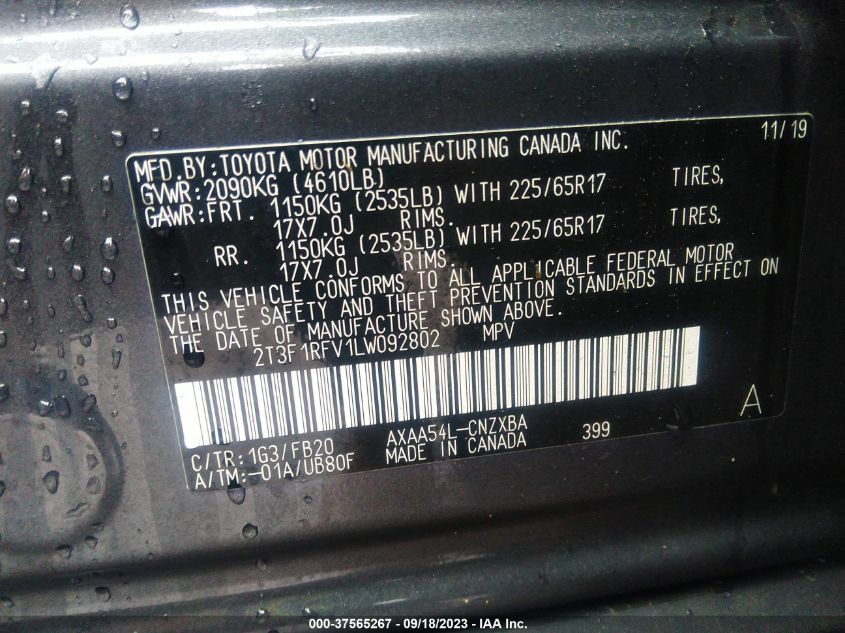 MFD.BY:TOYOTA MOTOR MANUFACTURING CANADA INC. 11/19
GVWR:2090KG (4610LB)
GAWR:FRT. 1150KG (2535LB) WITH 225/65R17 TIRES,
17X7.0J RIMS.
RR. 1150KG (2535LB) WITH 225/65R17 TIRES,
17X7.0J RIMS.
THIS VEHICLE CONFORMS TO ALL APPLICABLE FEDERAL MOTOR
VEHICLE SAFETY AND THEFT PREVENTION STANDARDS IN EFFECT ON
THE DATE OF MANUFACTURE SHOWN ABOVE.
2T3F1RFV1LW092802 MPV
A
C/TR:1G3/FB20 AXAA54L-CNZXBA 399
A/TM:-01A/UB80F MADE IN CANADA
000-37565267 - 09/18/2023 - IAA Inc.